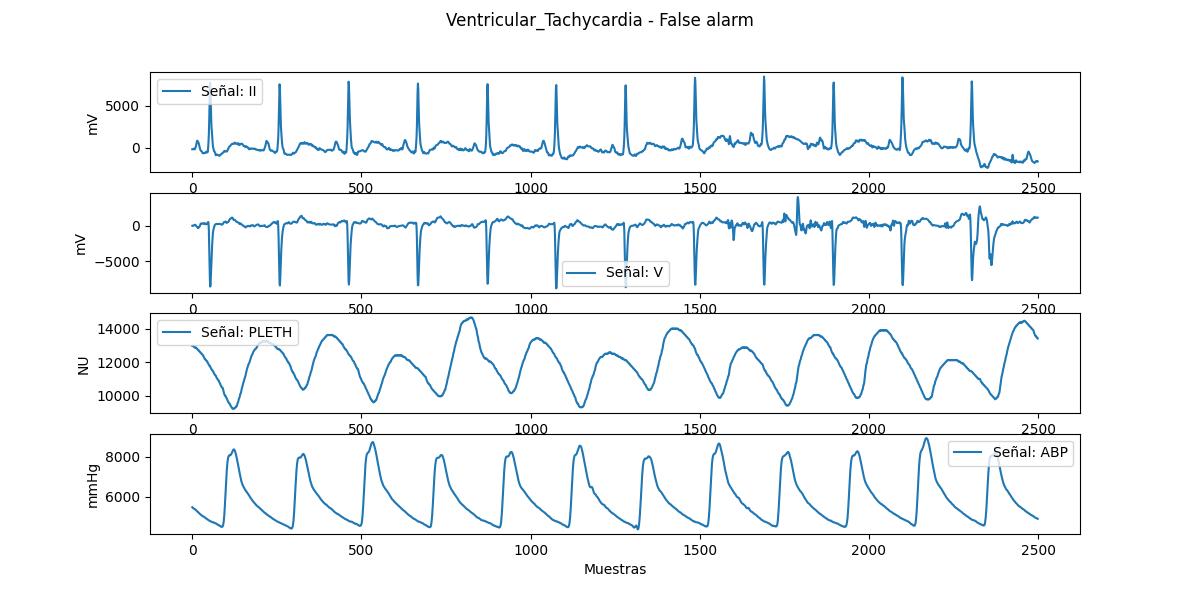 Ventricular_Tachycardia - False alarm
Señal: II
5000
0
mV
0 500 1000 1500 2000 2500
0
−5000
mV
Señal: V
0 500 1000 1500 2000 2500
Señal: PLETH
14000
12000
10000
NU
0 500 1000 1500 2000 2500
Señal: ABP
8000
6000
mmHg
0 500 1000 1500 2000 2500
Muestras